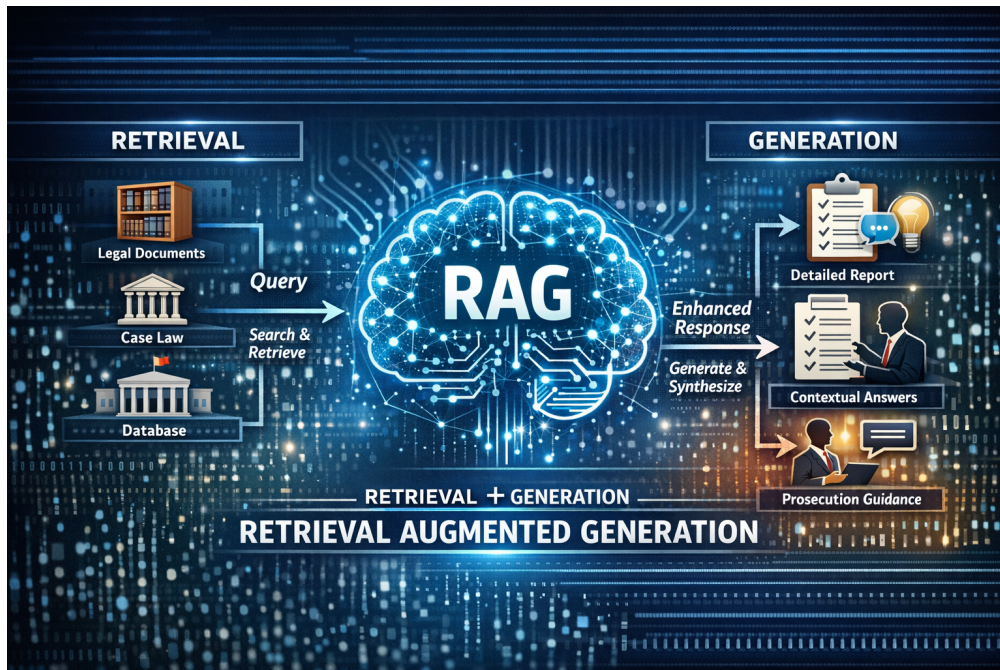 RETRIEVAL
Legal Documents
Case Law
Database
Query
Search &
Retrieve
RAG
Enhanced
Response
Generate &
Synthesize
GENERATION
Detailed Report
Contextual Answers
Prosecution Guidance
RETRIEVAL + GENERATION
RETRIEVAL AUGMENTED GENERATION